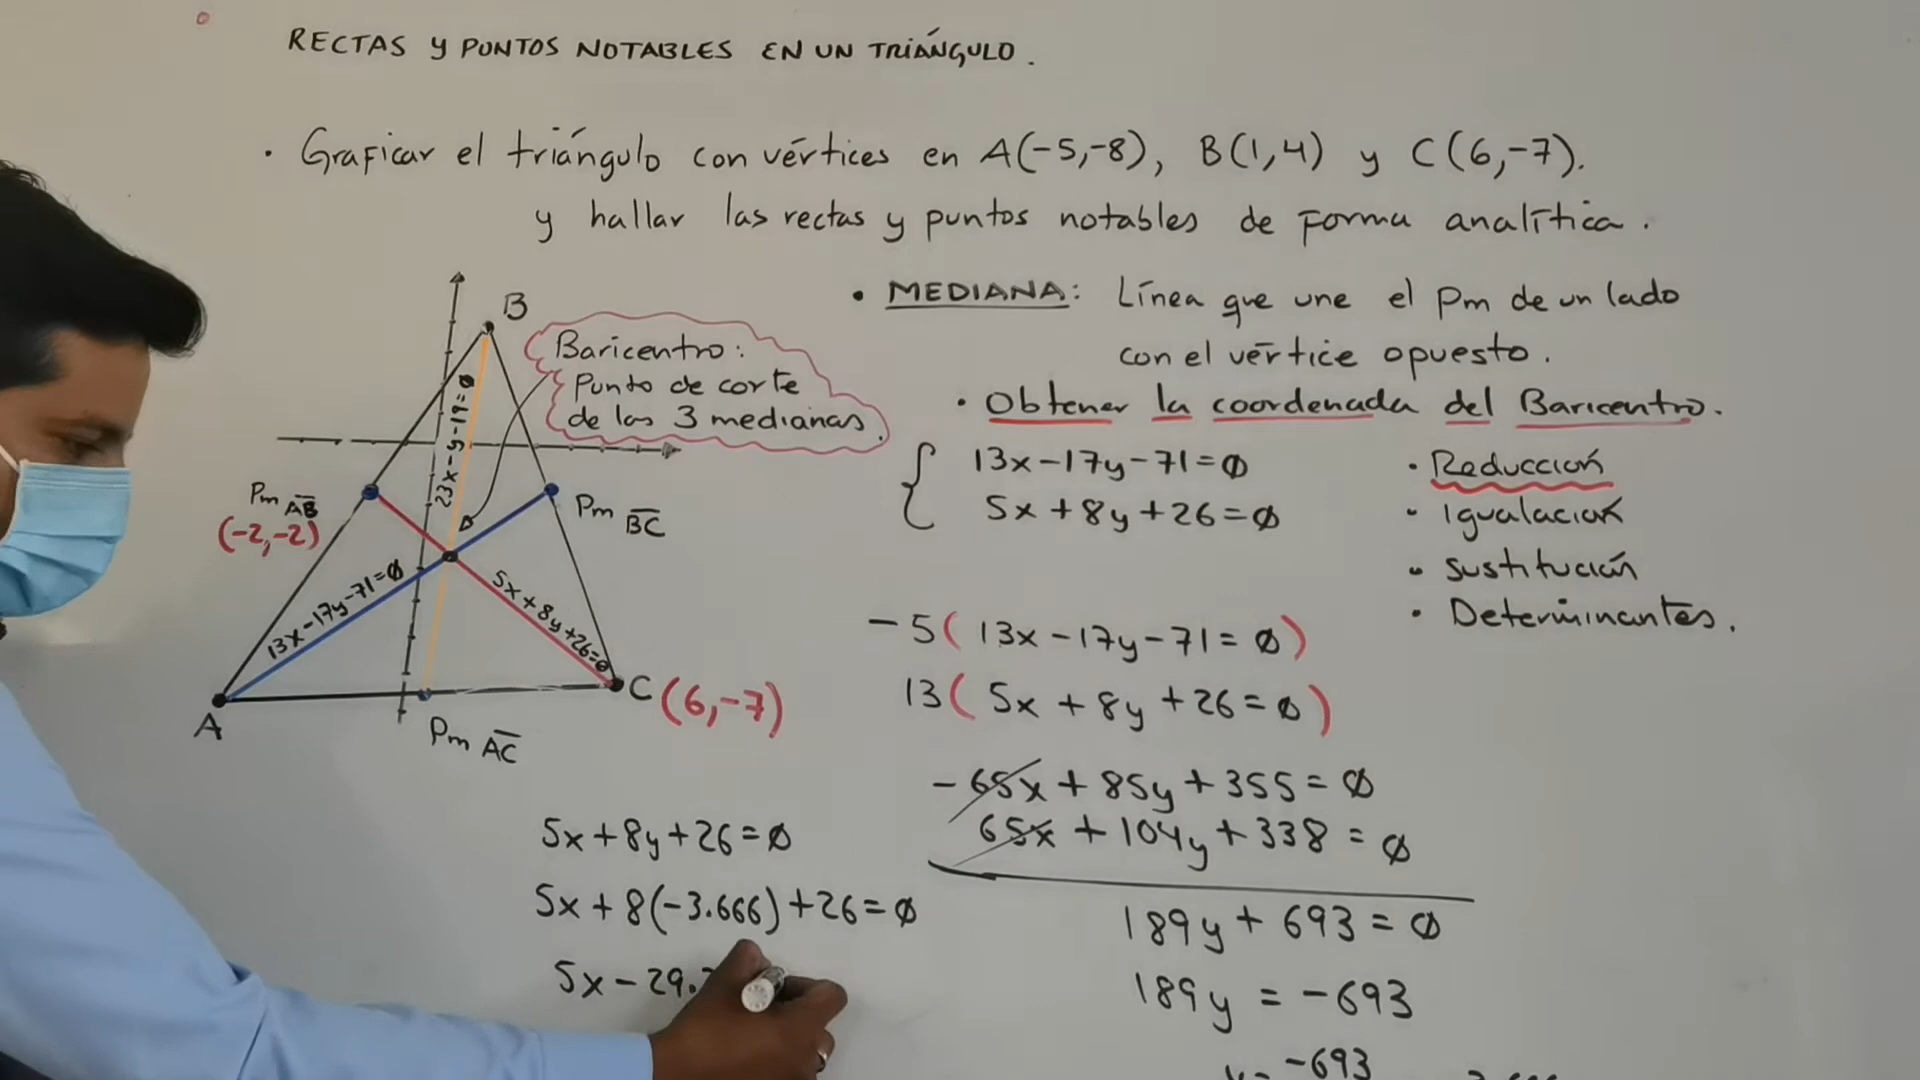 RECTAS y PUNTOS NOTABLES EN UN TRIÁNGULO.
• Graficar el triángulo con vértices en A(-5,-8), B(1,4) y C(6,-7).
y hallar las rectas y puntos notables de forma analítica.
• MEDIANA: Línea que une el Pm de un lado
con el vértice opuesto.
• Obtener la coordenada del Baricentro.
13x-17y-71=0
5x+8y+26=0
• Reducción
• Igualación
• Sustitución
• Determinantes.
-5(13x-17y-71=0)
13(5x+8y+26=0)
-65x+85y+355=0
65x+104y+338=0
189y+693=0
189y=-693
-693
B
Baricentro:
Punto de corte
de las 3 medianas.
23x-y-19=0
Pm AB
(-2,-2)
Pm BC
13x-17y-71=0
5x+8y+26=0
A
C (6,-7)
Pm AC
5x+8y+26=0
5x+8(-3.666)+26=0
5x-29.